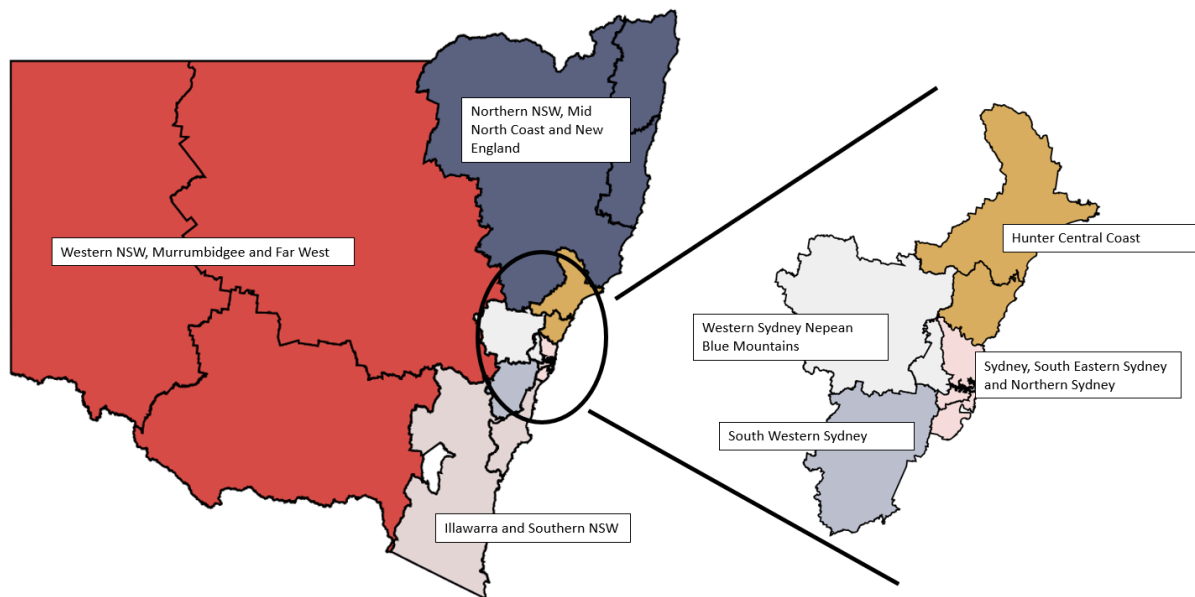 Northern NSW, Mid
North Coast and New
England
Western NSW, Murrumbidgee and Far West
Illawarra and Southern NSW
Hunter Central Coast
Western Sydney Nepean
Blue Mountains
Sydney, South Eastern Sydney
and Northern Sydney
South Western Sydney